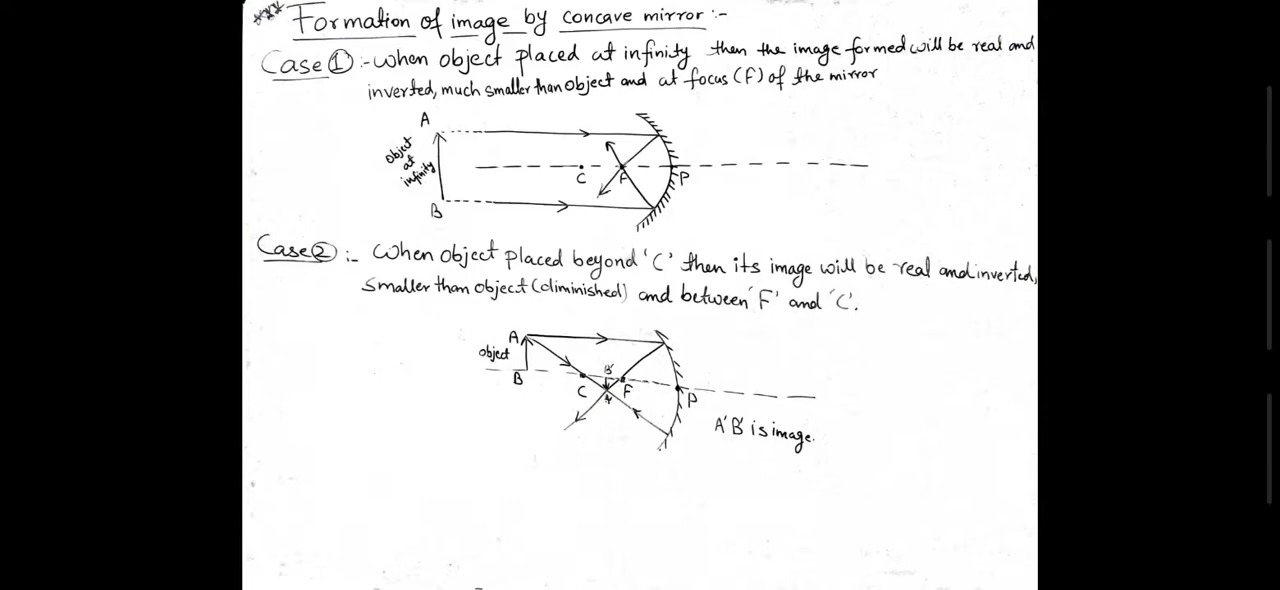 *** Formation of image by concave mirror :-
Case ① :- When object placed at infinity then the image formed will be real and
inverted, much smaller than object and at focus (F) of the mirror
A
Object
at
infinity
C
F
P
B
Case ② :- When object placed beyond 'C' then its image will be real and inverted,
smaller than object (diminished) and between 'F' and 'C'.
A
object
B
B'
C
A'
F
P
A'B' is image.